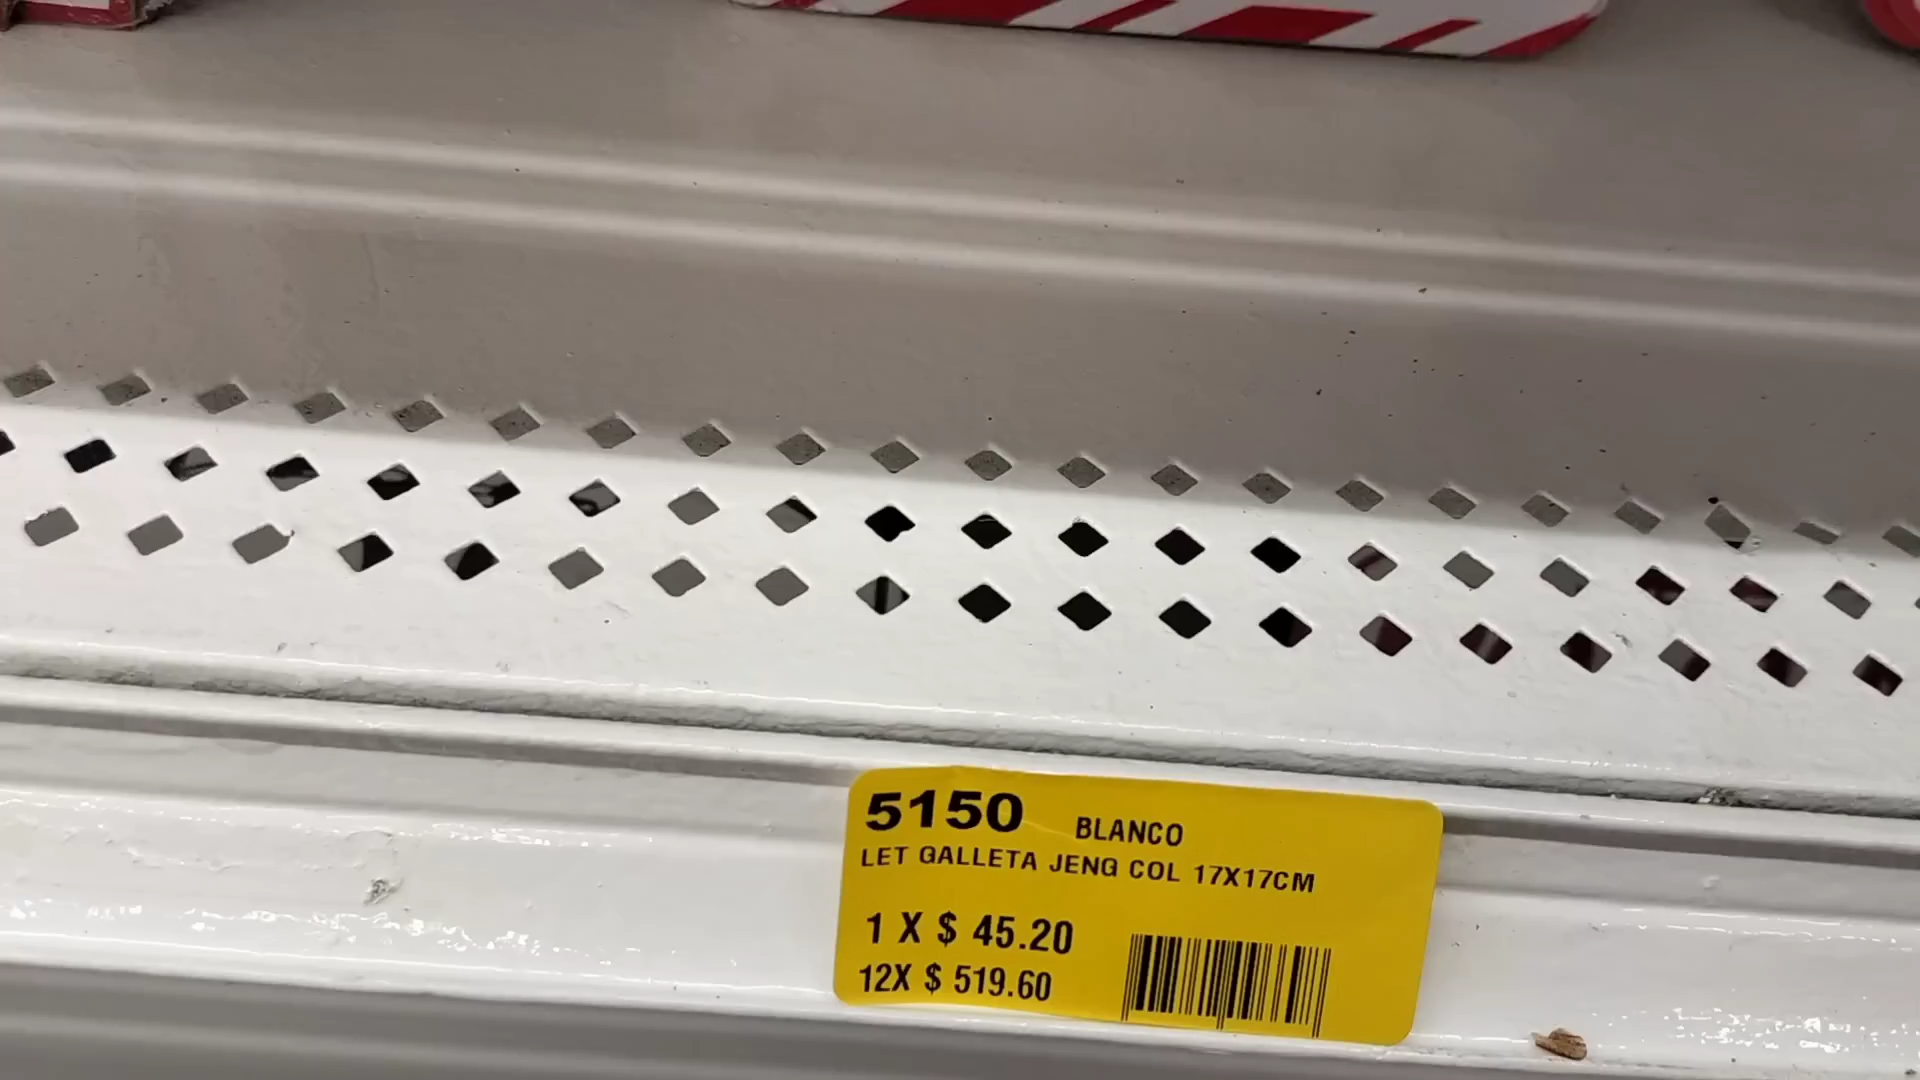 5150 BLANCO
LET GALLETA JENG COL 17X17CM
1 X $ 45.20
12X $ 519.60